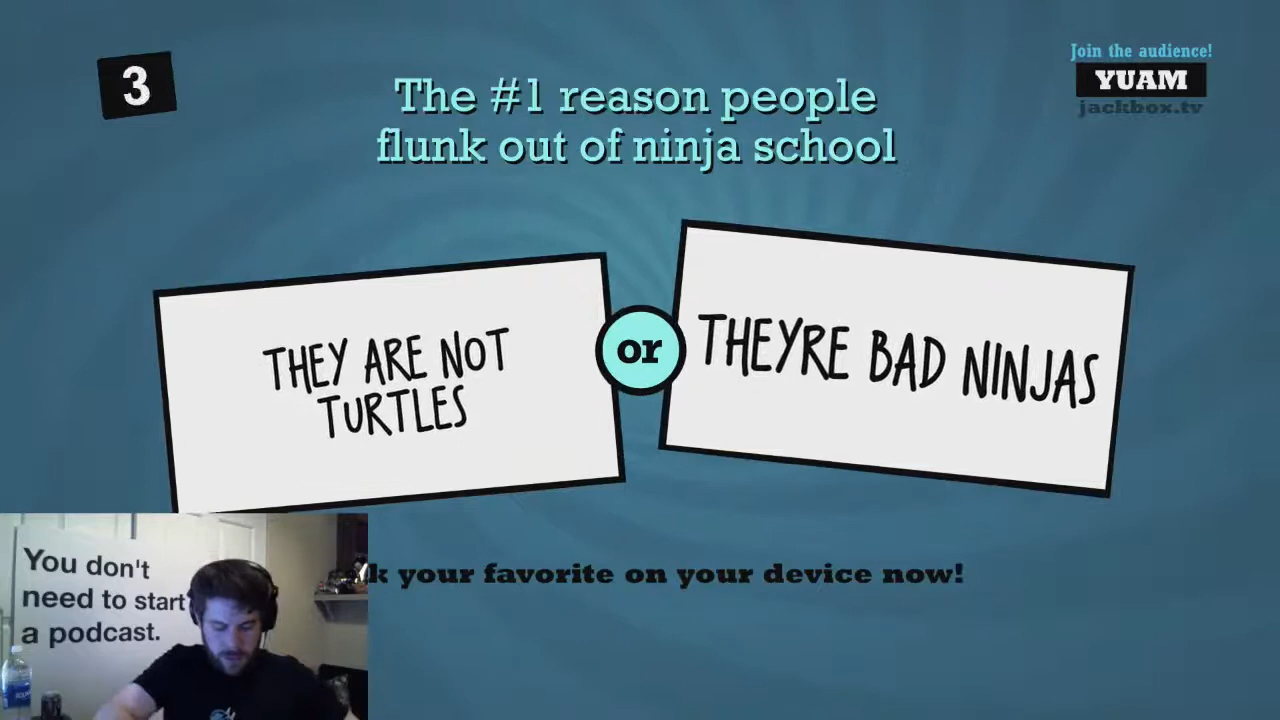 3
Join the audience!
YUAM
jackbox.tv
The #1 reason people
flunk out of ninja school
THEY ARE NOT
TURTLES
or
THEYRE BAD NINJAS
your favorite on your device now!
You don't
need to start
a podcast.